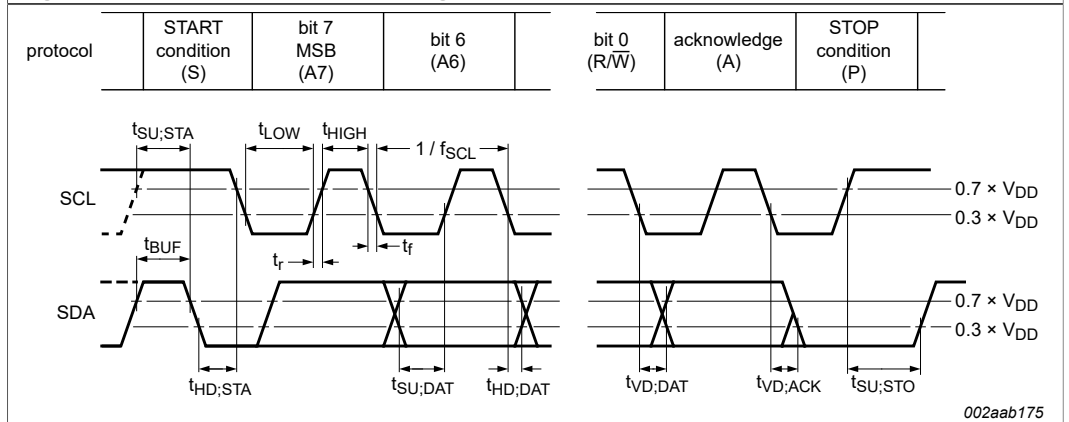 protocol
START
condition
(S)
bit 7
MSB
(A7)
bit 6
(A6)
bit 0
(R/W̅)
acknowledge
(A)
STOP
condition
(P)
tSU;STA
tLOW
tHIGH
1 / fSCL
SCL
0.7 × VDD
0.3 × VDD
tBUF
tr
tf
SDA
0.7 × VDD
0.3 × VDD
tHD;STA
tSU;DAT
tHD;DAT
tVD;DAT
tVD;ACK
tSU;STO
002aab175